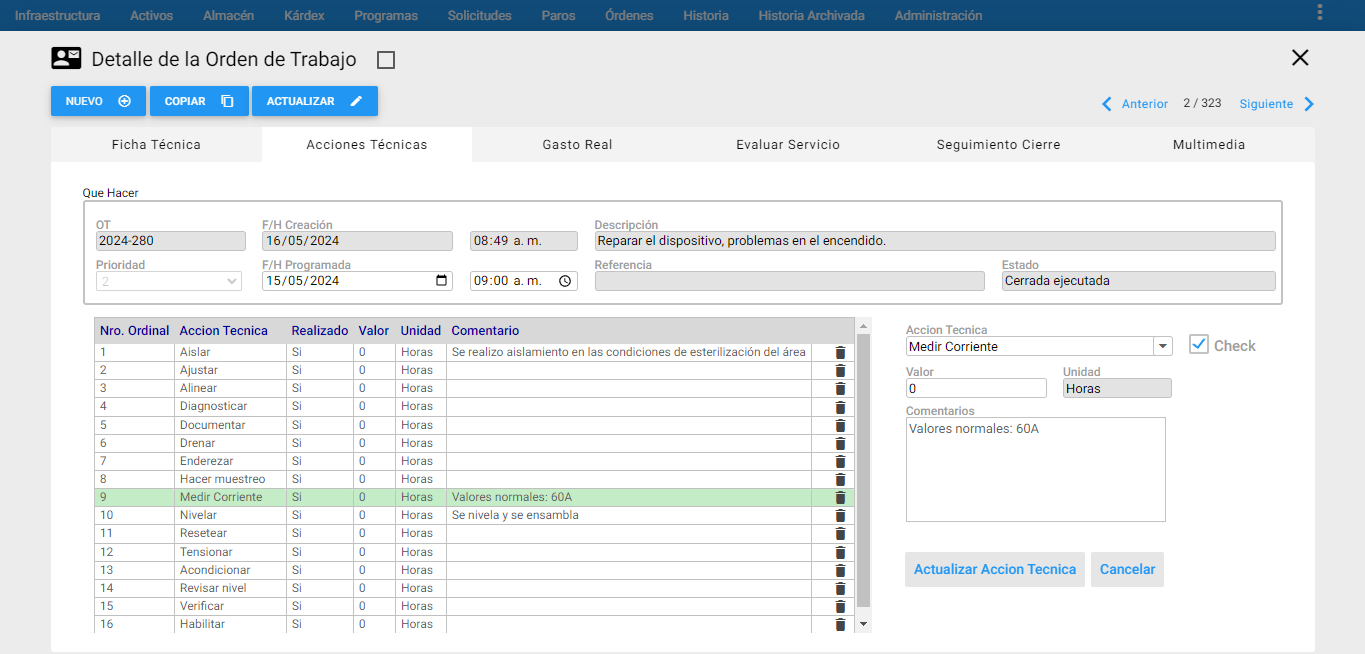 Infraestructura Activos Almacén Kárdex Programas Solicitudes Paros Órdenes Historia Historia Archivada Administración
Detalle de la Orden de Trabajo
NUEVO COPIAR ACTUALIZAR
Anterior 2 / 323 Siguiente
Ficha Técnica Acciones Técnicas Gasto Real Evaluar Servicio Seguimiento Cierre Multimedia
Que Hacer
OT F/H Creación Descripción
2024-280 16/05/2024 08:49 a. m. Reparar el dispositivo, problemas en el encendido.
Prioridad F/H Programada Referencia Estado
2 15/05/2024 09:00 a. m. Cerrada ejecutada
Nro. Ordinal Accion Tecnica Realizado Valor Unidad Comentario
1 Aislar Si 0 Horas Se realizo aislamiento en las condiciones de esterilización del área
2 Ajustar Si 0 Horas
3 Alinear Si 0 Horas
4 Diagnosticar Si 0 Horas
5 Documentar Si 0 Horas
6 Drenar Si 0 Horas
7 Enderezar Si 0 Horas
8 Hacer muestreo Si 0 Horas
9 Medir Corriente Si 0 Horas Valores normales: 60A
10 Nivelar Si 0 Horas Se nivela y se ensambla
11 Resetear Si 0 Horas
12 Tensionar Si 0 Horas
13 Acondicionar Si 0 Horas
14 Revisar nivel Si 0 Horas
15 Verificar Si 0 Horas
16 Habilitar Si 0 Horas
Accion Tecnica
Medir Corriente Check
Valor Unidad
0 Horas
Comentarios
Valores normales: 60A
Actualizar Accion Tecnica Cancelar